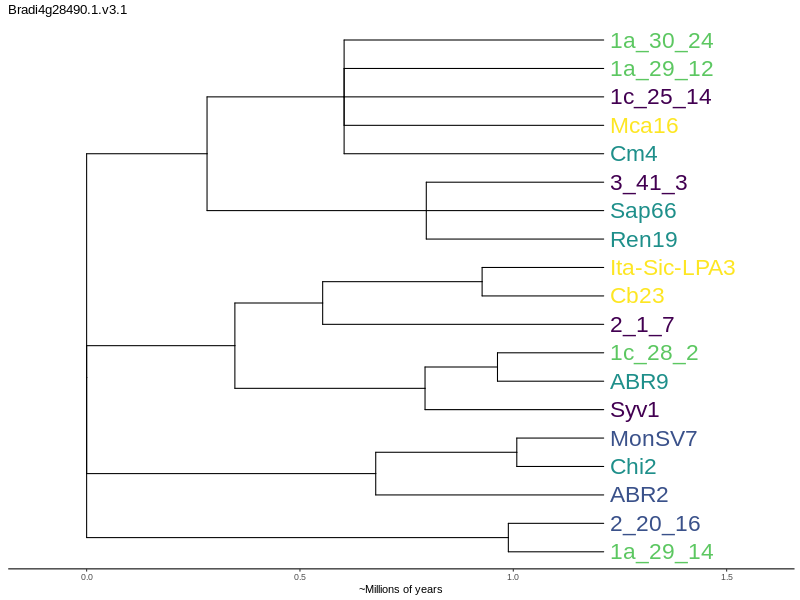 Bradi4g28490.1.v3.1
1a_30_24
1a_29_12
1c_25_14
Mca16
Cm4
3_41_3
Sap66
Ren19
Ita-Sic-LPA3
Cb23
2_1_7
1c_28_2
ABR9
Syv1
MonSV7
Chi2
ABR2
2_20_16
1a_29_14
0.0 0.5 1.0 1.5
~Millions of years